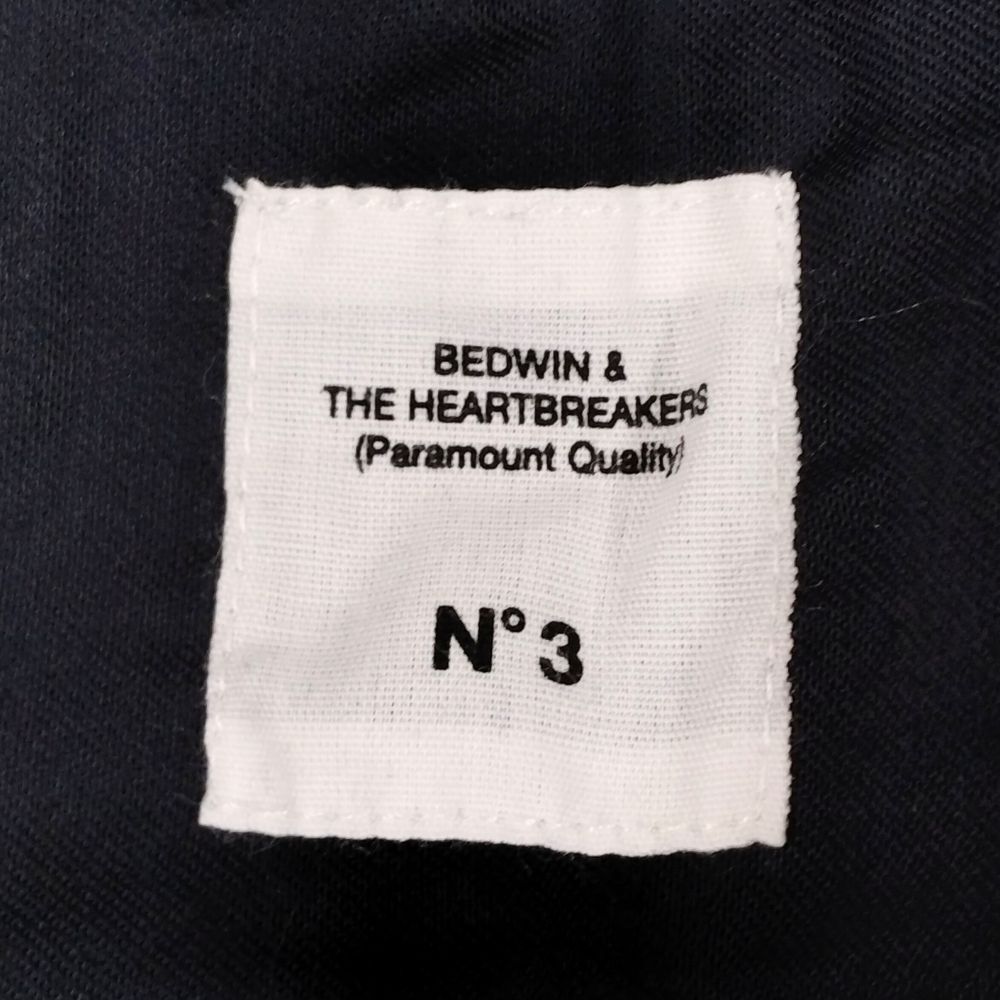 BEDWIN &
THE HEARTBREAKERS
(Paramount Quality)
N° 3